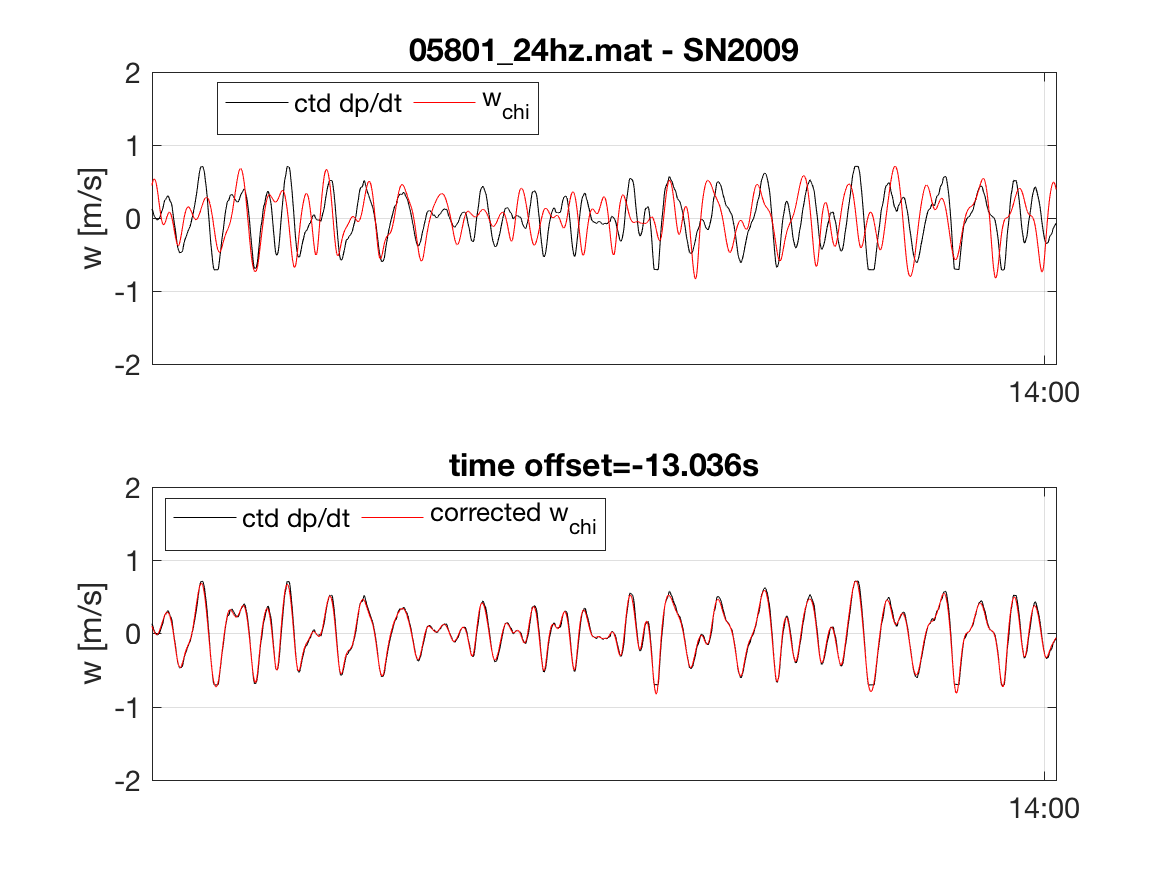 05801_24hz.mat - SN2009
ctd dp/dt w_chi
2
1
0
-1
-2
w [m/s]
14:00
time offset=-13.036s
ctd dp/dt corrected w_chi
2
1
0
-1
-2
w [m/s]
14:00